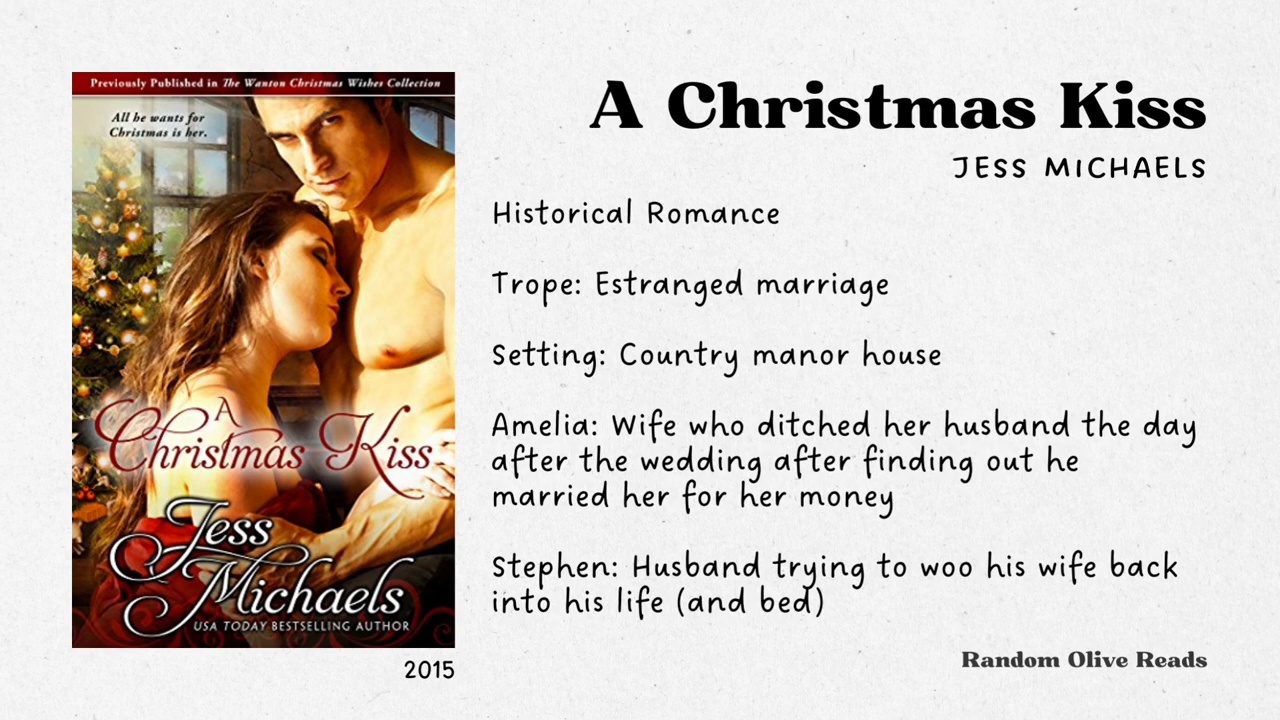 Previously Published in The Wanton Christmas Wishes Collection
All he wants for
Christmas is her.
A
Christmas Kiss
Jess
Michaels
USA TODAY BESTSELLING AUTHOR
2015
A Christmas Kiss
JESS MICHAELS
Historical Romance
Trope: Estranged marriage
Setting: Country manor house
Amelia: Wife who ditched her husband the day
after the wedding after finding out he
married her for her money
Stephen: Husband trying to woo his wife back
into his life (and bed)
Random Olive Reads